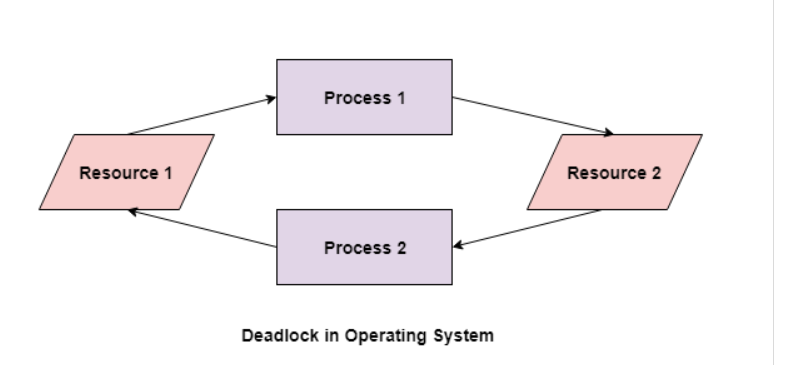 Process 1
Resource 1
Resource 2
Process 2
Deadlock in Operating System